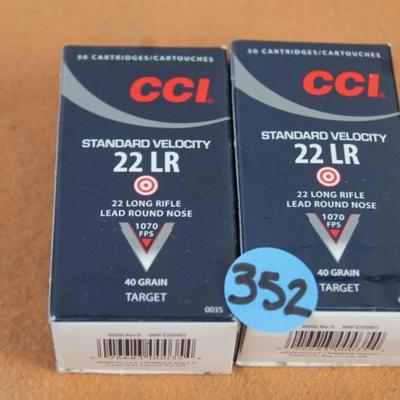 50 CARTRIDGES/CARTOUCHES
CCI
STANDARD VELOCITY
22 LR
22 LONG RIFLE
LEAD ROUND NOSE
1070
FPS
40 GRAIN
TARGET
0035
50 CARTRIDGES/CARTOUCHES
CCI
STANDARD VELOCITY
22 LR
22 LONG RIFLE
LEAD ROUND NOSE
1070
FPS
40 GRAIN
TARGET
352